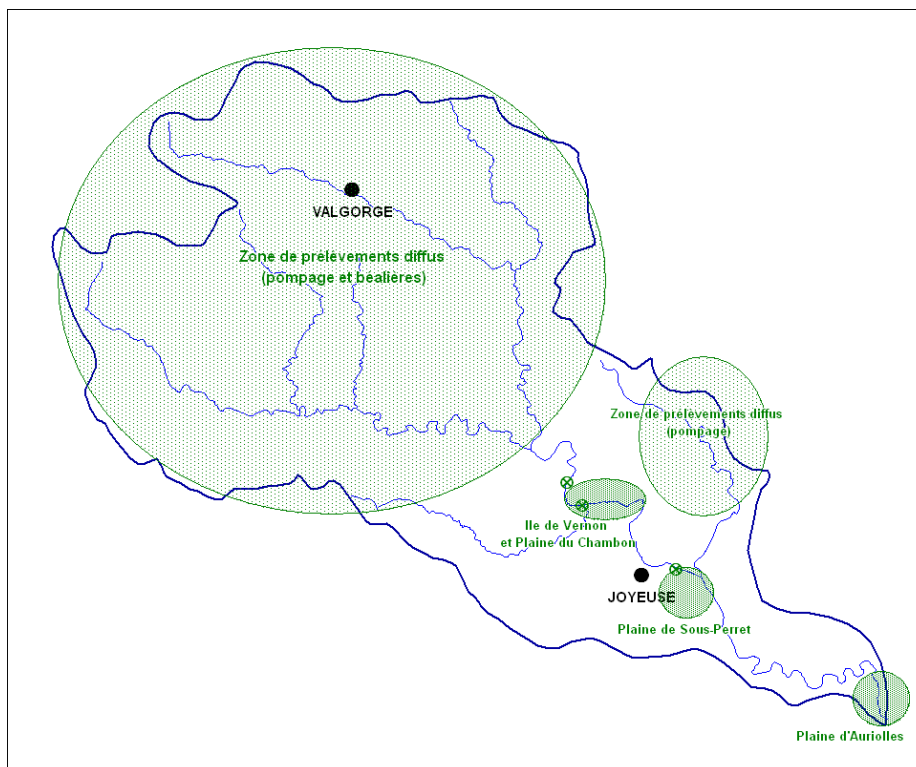 VALGORGE
Zone de prélèvements diffus
(pompage et béalières)
Zone de prélèvements diffus
(pompage)
Ile de Vernon
et Plaine du Chambon
JOYEUSE
Plaine de Sous-Perret
Plaine d'Auriolles